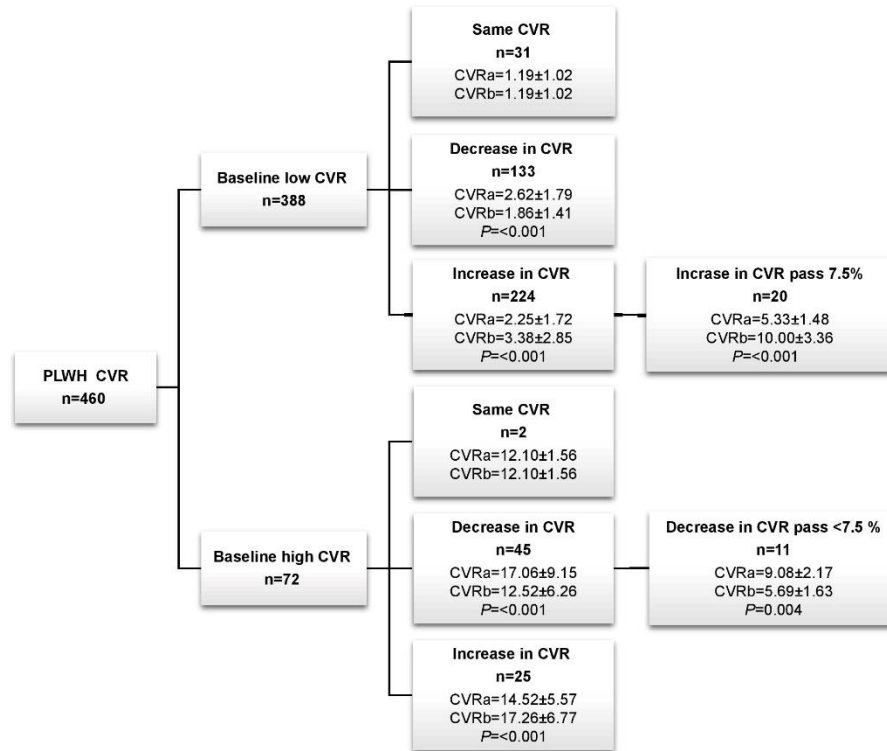 PLWH CVR
n=460
Baseline low CVR
n=388
Same CVR
n=31
CVRa=1.19±1.02
CVRb=1.19±1.02
Decrease in CVR
n=133
CVRa=2.62±1.79
CVRb=1.86±1.41
P=<0.001
Increase in CVR
n=224
CVRa=2.25±1.72
CVRb=3.38±2.85
P=<0.001
Incrase in CVR pass 7.5%
n=20
CVRa=5.33±1.48
CVRb=10.00±3.36
P=<0.001
Baseline high CVR
n=72
Same CVR
n=2
CVRa=12.10±1.56
CVRb=12.10±1.56
Decrease in CVR
n=45
CVRa=17.06±9.15
CVRb=12.52±6.26
P=<0.001
Decrease in CVR pass <7.5 %
n=11
CVRa=9.08±2.17
CVRb=5.69±1.63
P=0.004
Increase in CVR
n=25
CVRa=14.52±5.57
CVRb=17.26±6.77
P=<0.001